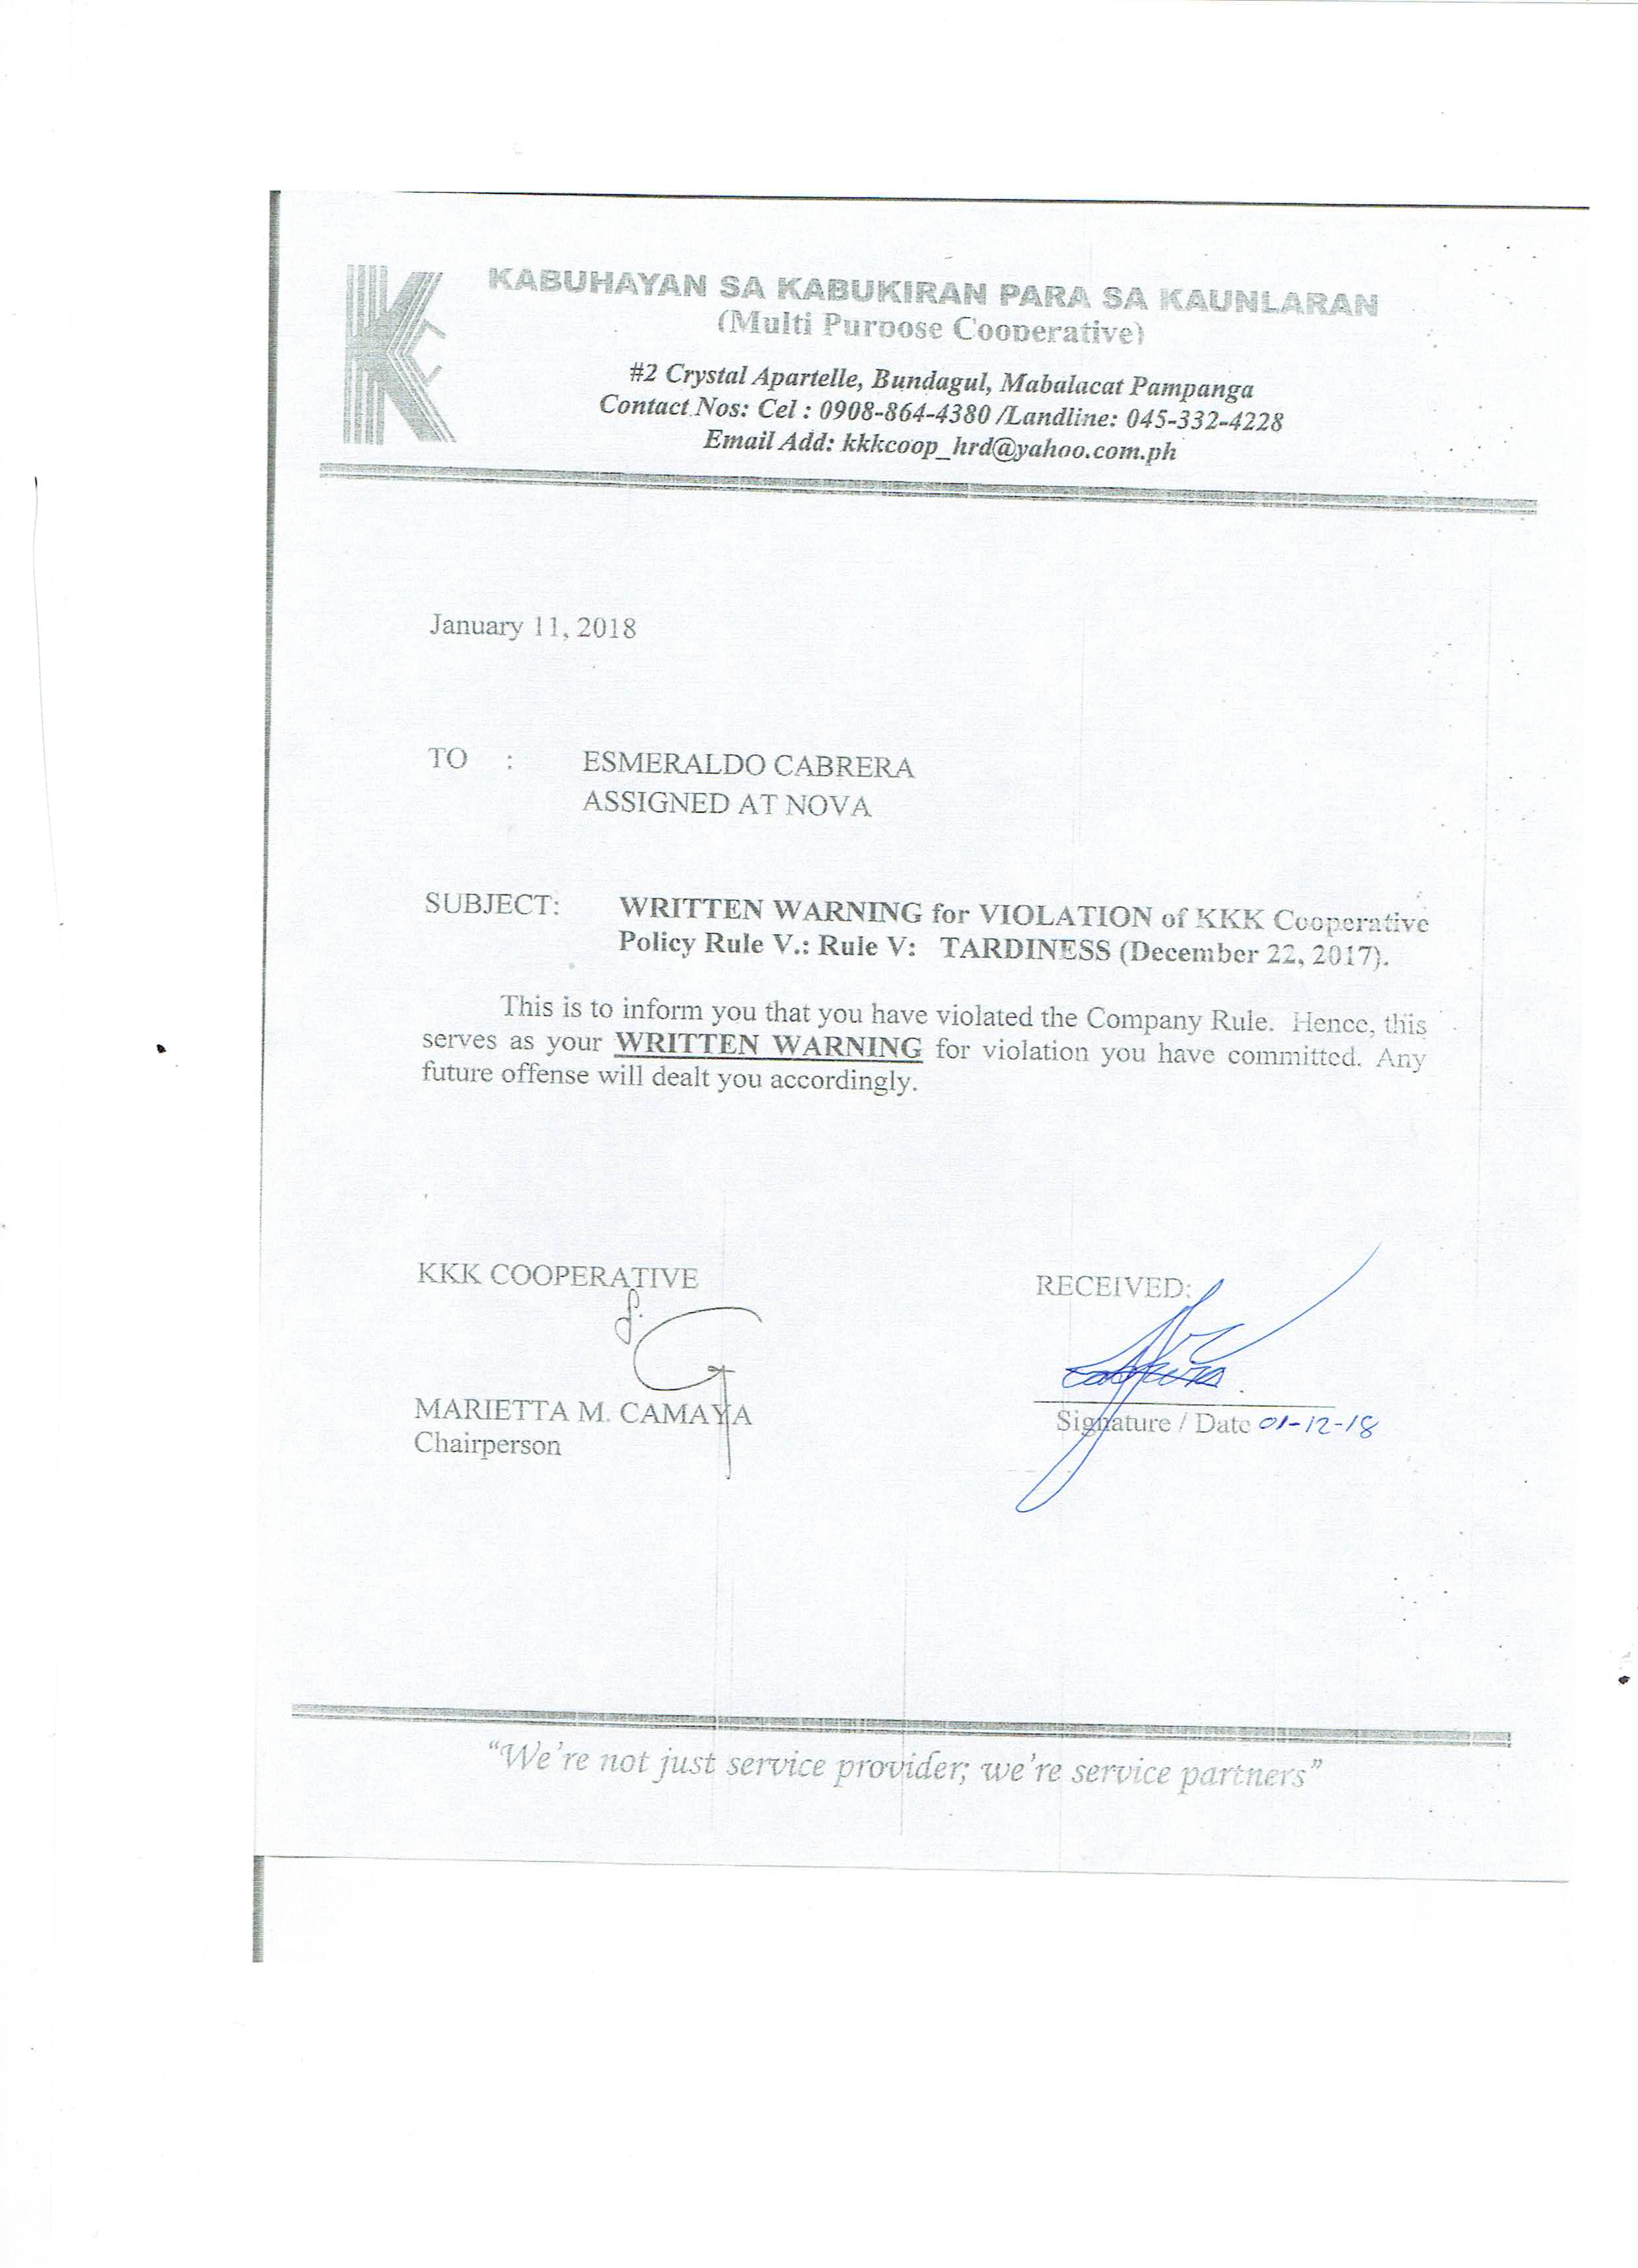 KABUHAYAN SA KABUKIRAN PARA SA KAUNLARAN
(Multi Purpose Cooperative)
#2 Crystal Apartelle, Bundagul, Mabalacat Pampanga
Contact Nos: Cel : 0908-864-4380 /Landline: 045-332-4228
Email Add: kkkcoop_hrd@yahoo.com.ph
January 11, 2018
TO : ESMERALDO CABRERA
ASSIGNED AT NOVA
SUBJECT: WRITTEN WARNING for VIOLATION of KKK Cooperative
Policy Rule V.: Rule V: TARDINESS (December 22, 2017).
This is to inform you that you have violated the Company Rule. Hence, this
serves as your WRITTEN WARNING for violation you have committed. Any
future offense will dealt you accordingly.
KKK COOPERATIVE RECEIVED:
MARIETTA M. CAMAYA
Chairperson
Signature / Date 01-12-18
"We're not just service provider; we're service partners"